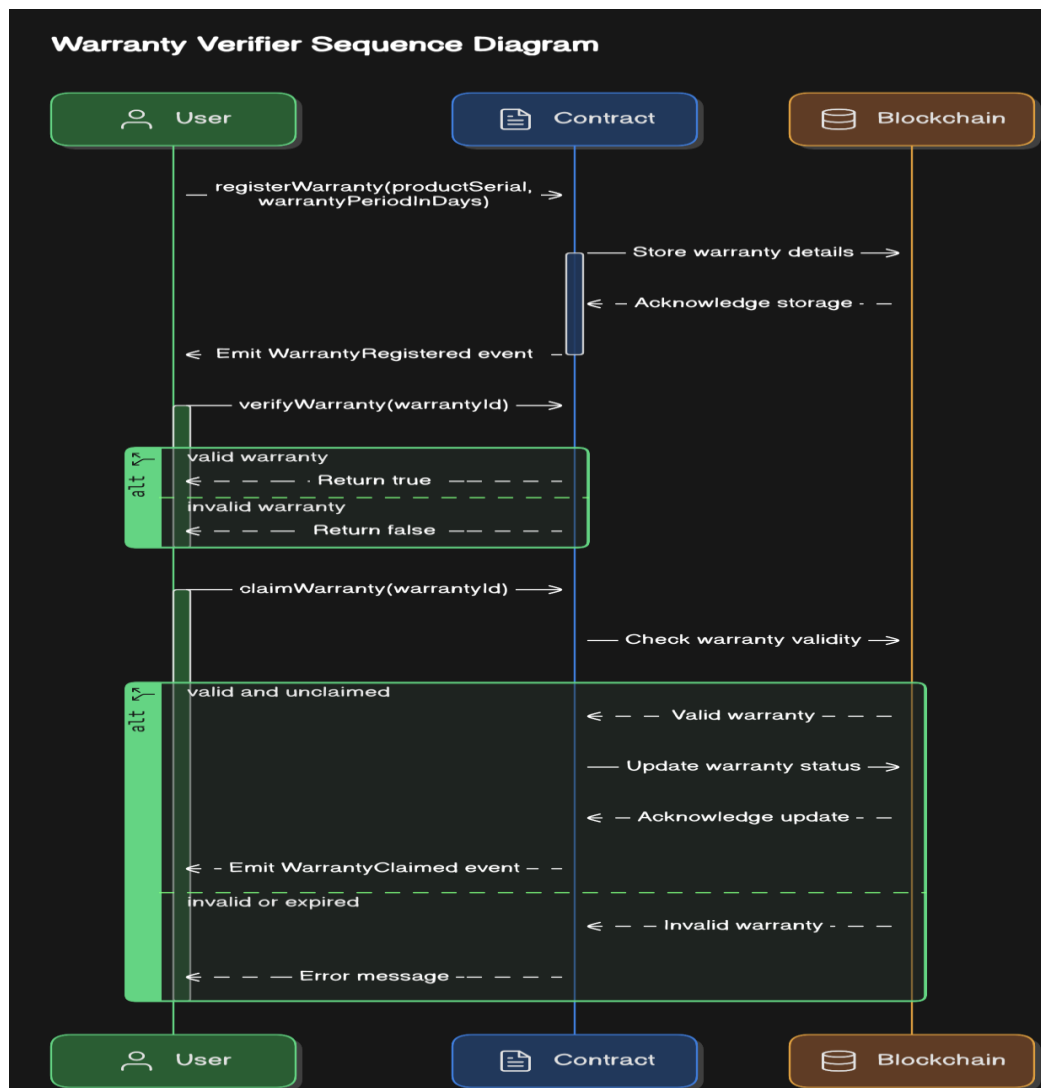 Warranty Verifier Sequence Diagram
User
Contract
Blockchain
registerWarranty(productSerial,
warrantyPeriodInDays)
Store warranty details
Acknowledge storage
Emit WarrantyRegistered event
verifyWarranty(warrantyId)
alt
valid warranty
Return true
invalid warranty
Return false
claimWarranty(warrantyId)
Check warranty validity
alt
valid and unclaimed
Valid warranty
Update warranty status
Acknowledge update
Emit WarrantyClaimed event
invalid or expired
Invalid warranty
Error message
User
Contract
Blockchain